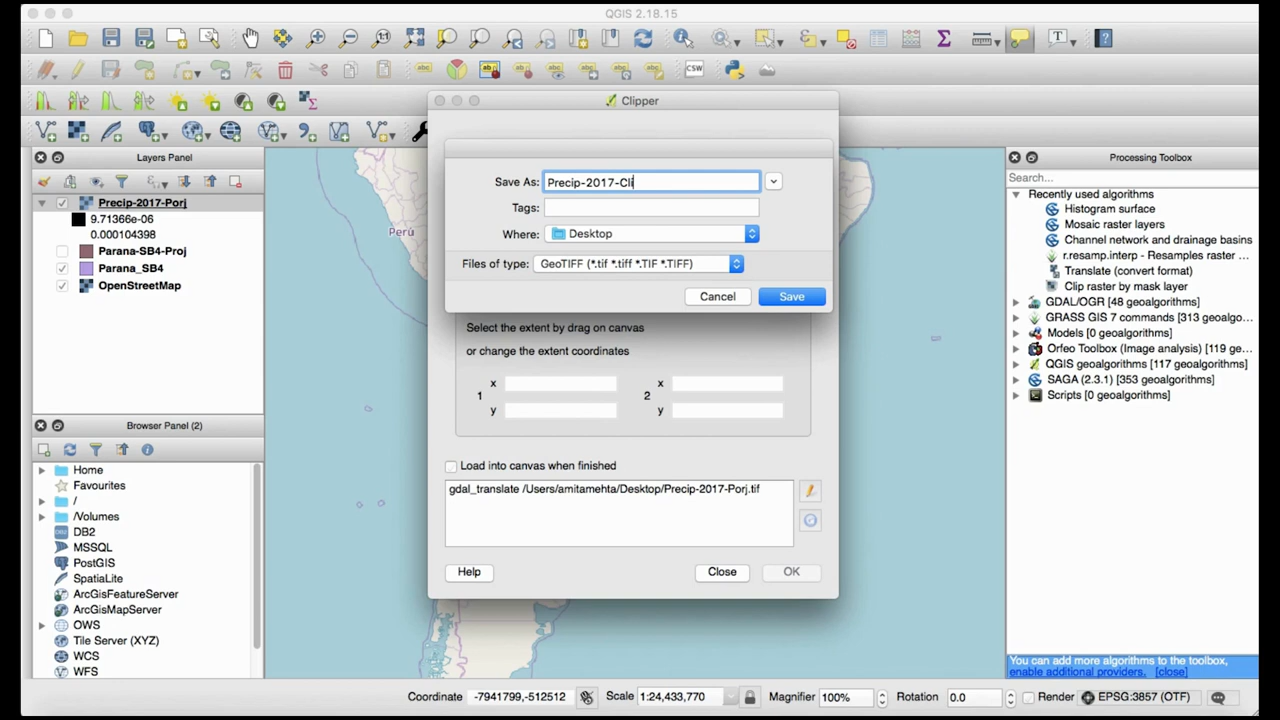 QGIS 2.18.15
CSW
Clipper
Layers Panel
Precip-2017-Porj
9.71366e-06
0.000104398
Parana-SB4-Proj
Parana_SB4
OpenStreetMap
Perú
Save As: Precip-2017-Cli
Tags:
Where: Desktop
Files of type: GeoTIFF (*.tif *.tiff *.TIF *.TIFF)
Cancel
Save
Select the extent by drag on canvas
or change the extent coordinates
x
x
1
2
y
y
Load into canvas when finished
gdal_translate /Users/amitamehta/Desktop/Precip-2017-Porj.tif
Help
Close
OK
Browser Panel (2)
Home
Favourites
/
/Volumes
DB2
MSSQL
PostGIS
SpatiaLite
ArcGisFeatureServer
ArcGisMapServer
OWS
Tile Server (XYZ)
WCS
WFS
Processing Toolbox
Search...
Recently used algorithms
Histogram surface
Mosaic raster layers
Channel network and drainage basins
r.resamp.interp - Resamples raster ...
Translate (convert format)
Clip raster by mask layer
GDAL/OGR [48 geoalgorithms]
GRASS GIS 7 commands [313 geoalgo...
Models [0 geoalgorithms]
Orfeo Toolbox (Image analysis) [119 ge...
QGIS geoalgorithms [117 geoalgorithms]
SAGA (2.3.1) [353 geoalgorithms]
Scripts [0 geoalgorithms]
You can add more algorithms to the toolbox,
enable additional providers. [close]
Coordinate -7941799,-512512 Scale 1:24,433,770 Magnifier 100% Rotation 0.0 Render EPSG:3857 (OTF)